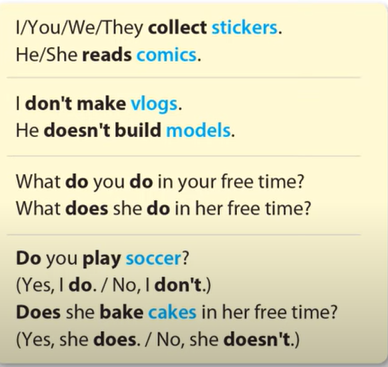 I/You/We/They collect stickers.
He/She reads comics.
I don't make vlogs.
He doesn't build models.
What do you do in your free time?
What does she do in her free time?
Do you play soccer?
(Yes, I do. / No, I don't.)
Does she bake cakes in her free time?
(Yes, she does. / No, she doesn't.)